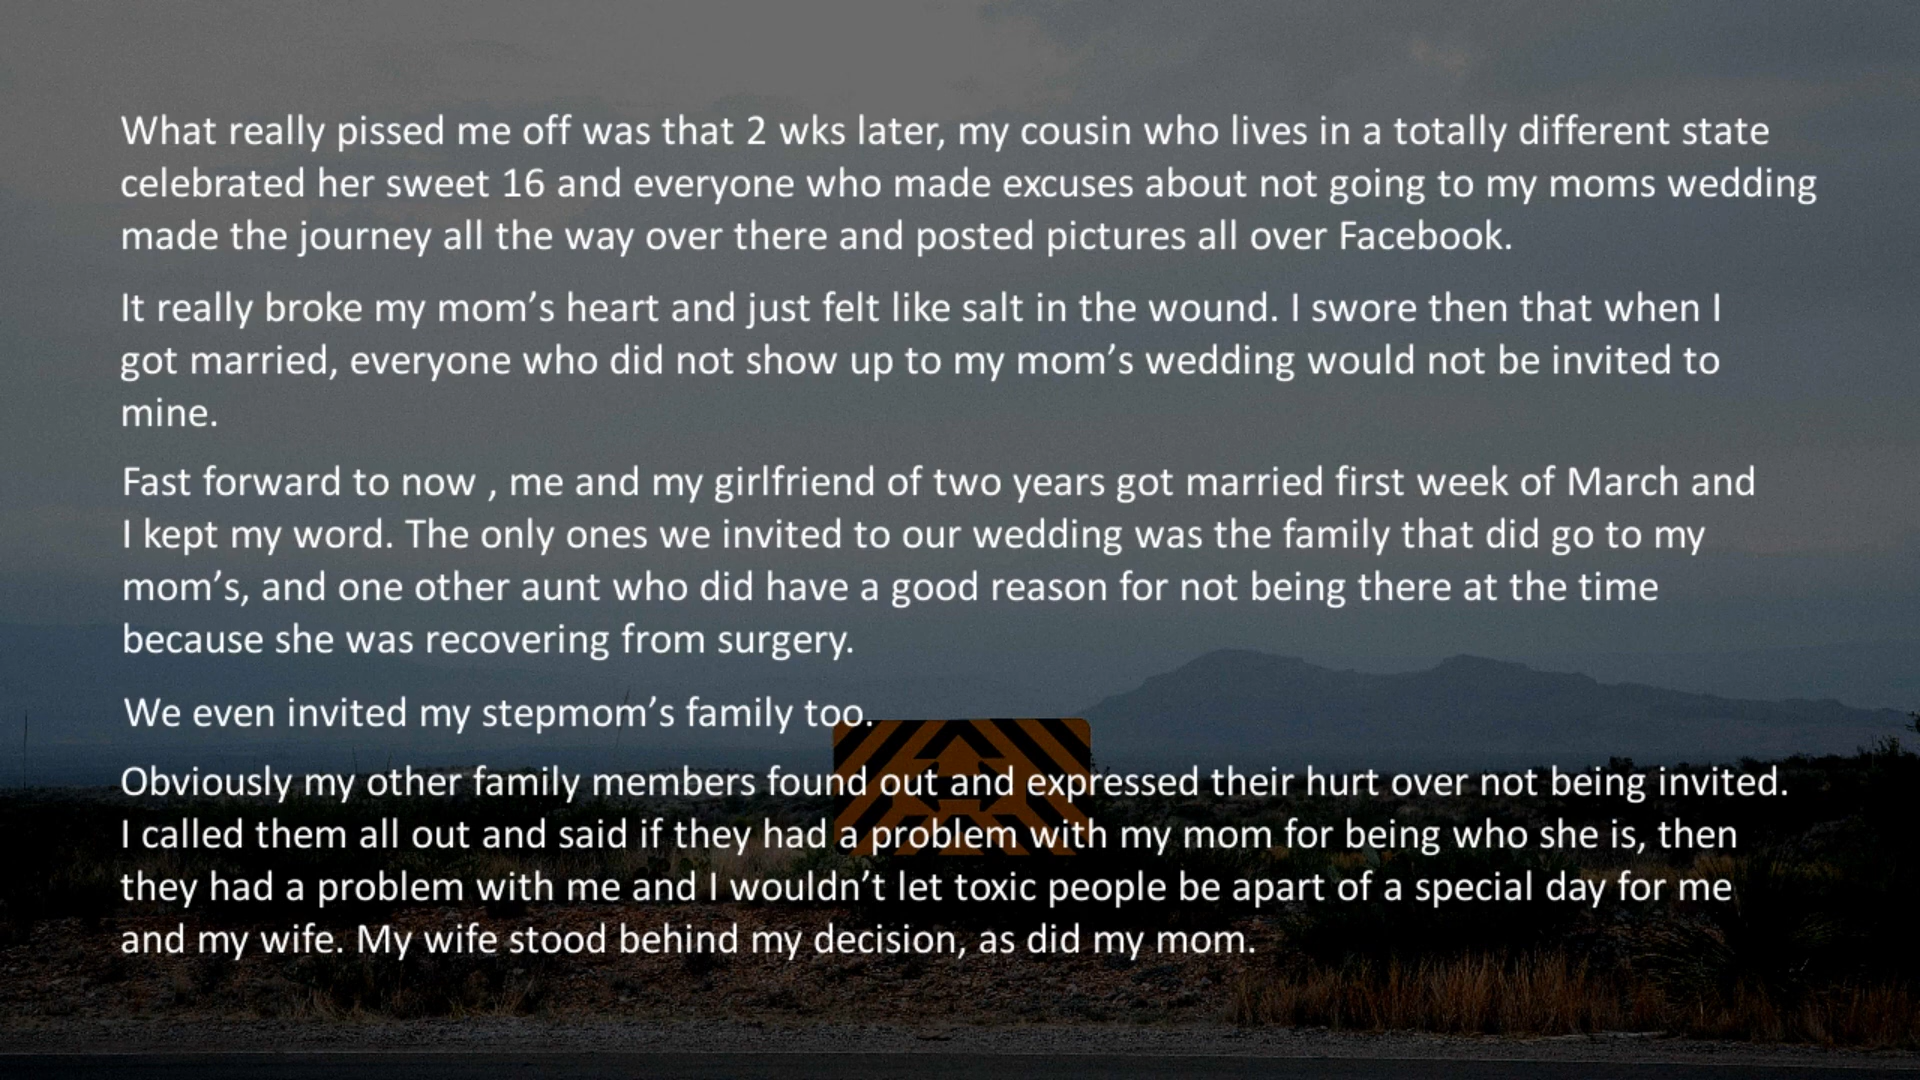 What really pissed me off was that 2 wks later, my cousin who lives in a totally different state
celebrated her sweet 16 and everyone who made excuses about not going to my moms wedding
made the journey all the way over there and posted pictures all over Facebook.
It really broke my mom’s heart and just felt like salt in the wound. I swore then that when I
got married, everyone who did not show up to my mom’s wedding would not be invited to
mine.
Fast forward to now , me and my girlfriend of two years got married first week of March and
I kept my word. The only ones we invited to our wedding was the family that did go to my
mom’s, and one other aunt who did have a good reason for not being there at the time
because she was recovering from surgery.
We even invited my stepmom’s family too.
Obviously my other family members found out and expressed their hurt over not being invited.
I called them all out and said if they had a problem with my mom for being who she is, then
they had a problem with me and I wouldn’t let toxic people be apart of a special day for me
and my wife. My wife stood behind my decision, as did my mom.